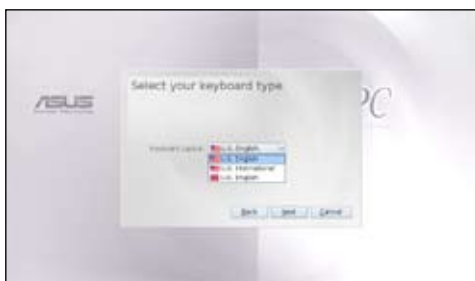 Select your keyboard type
ASUS
PC
Keyboard Layout: U.S. English
U.S. English
U.S. International
U.K. English
Back Next Cancel